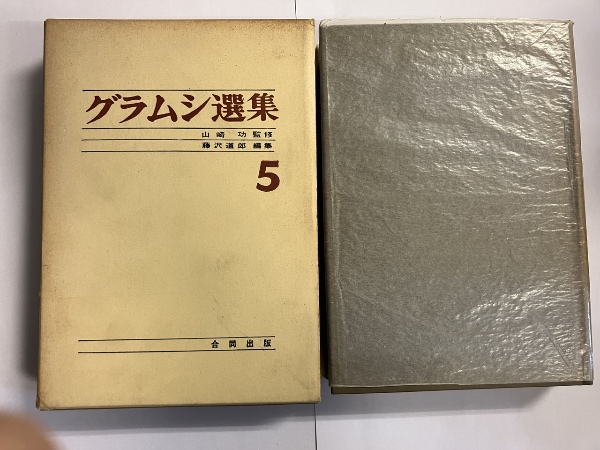 グラムシ選集
山崎 功 監修
藤沢道郎 編集
5
合同出版